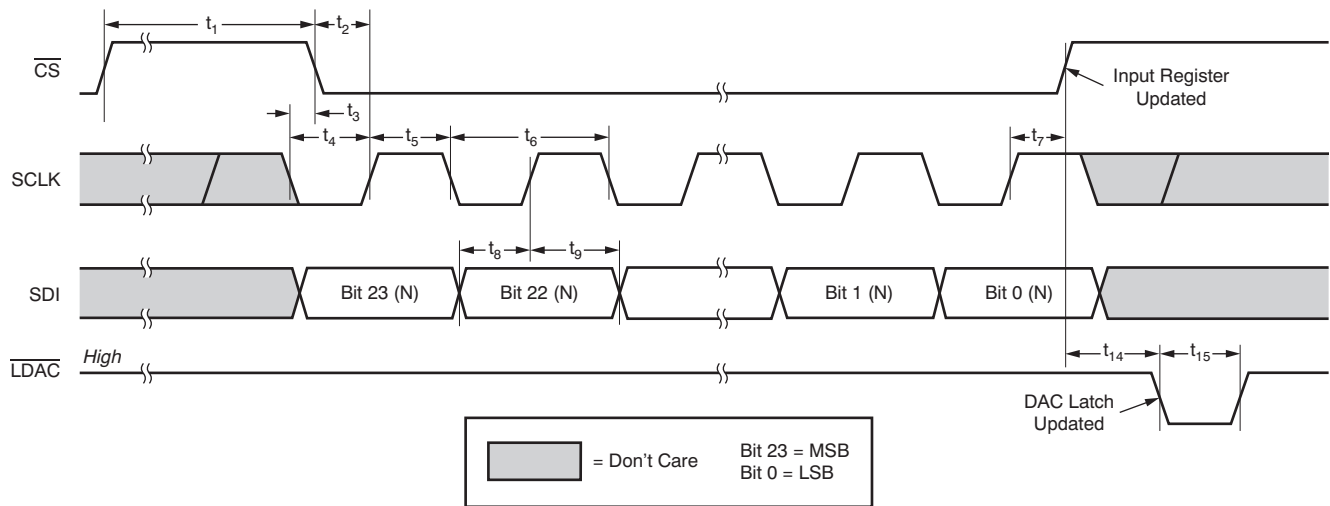 t1
t2
CS
Input Register
Updated
t3
t4
t5
t6
t7
SCLK
t8
t9
SDI
Bit 23 (N)
Bit 22 (N)
Bit 1 (N)
Bit 0 (N)
High
LDAC
t14
t15
DAC Latch
Updated
= Don't Care
Bit 23 = MSB
Bit 0 = LSB